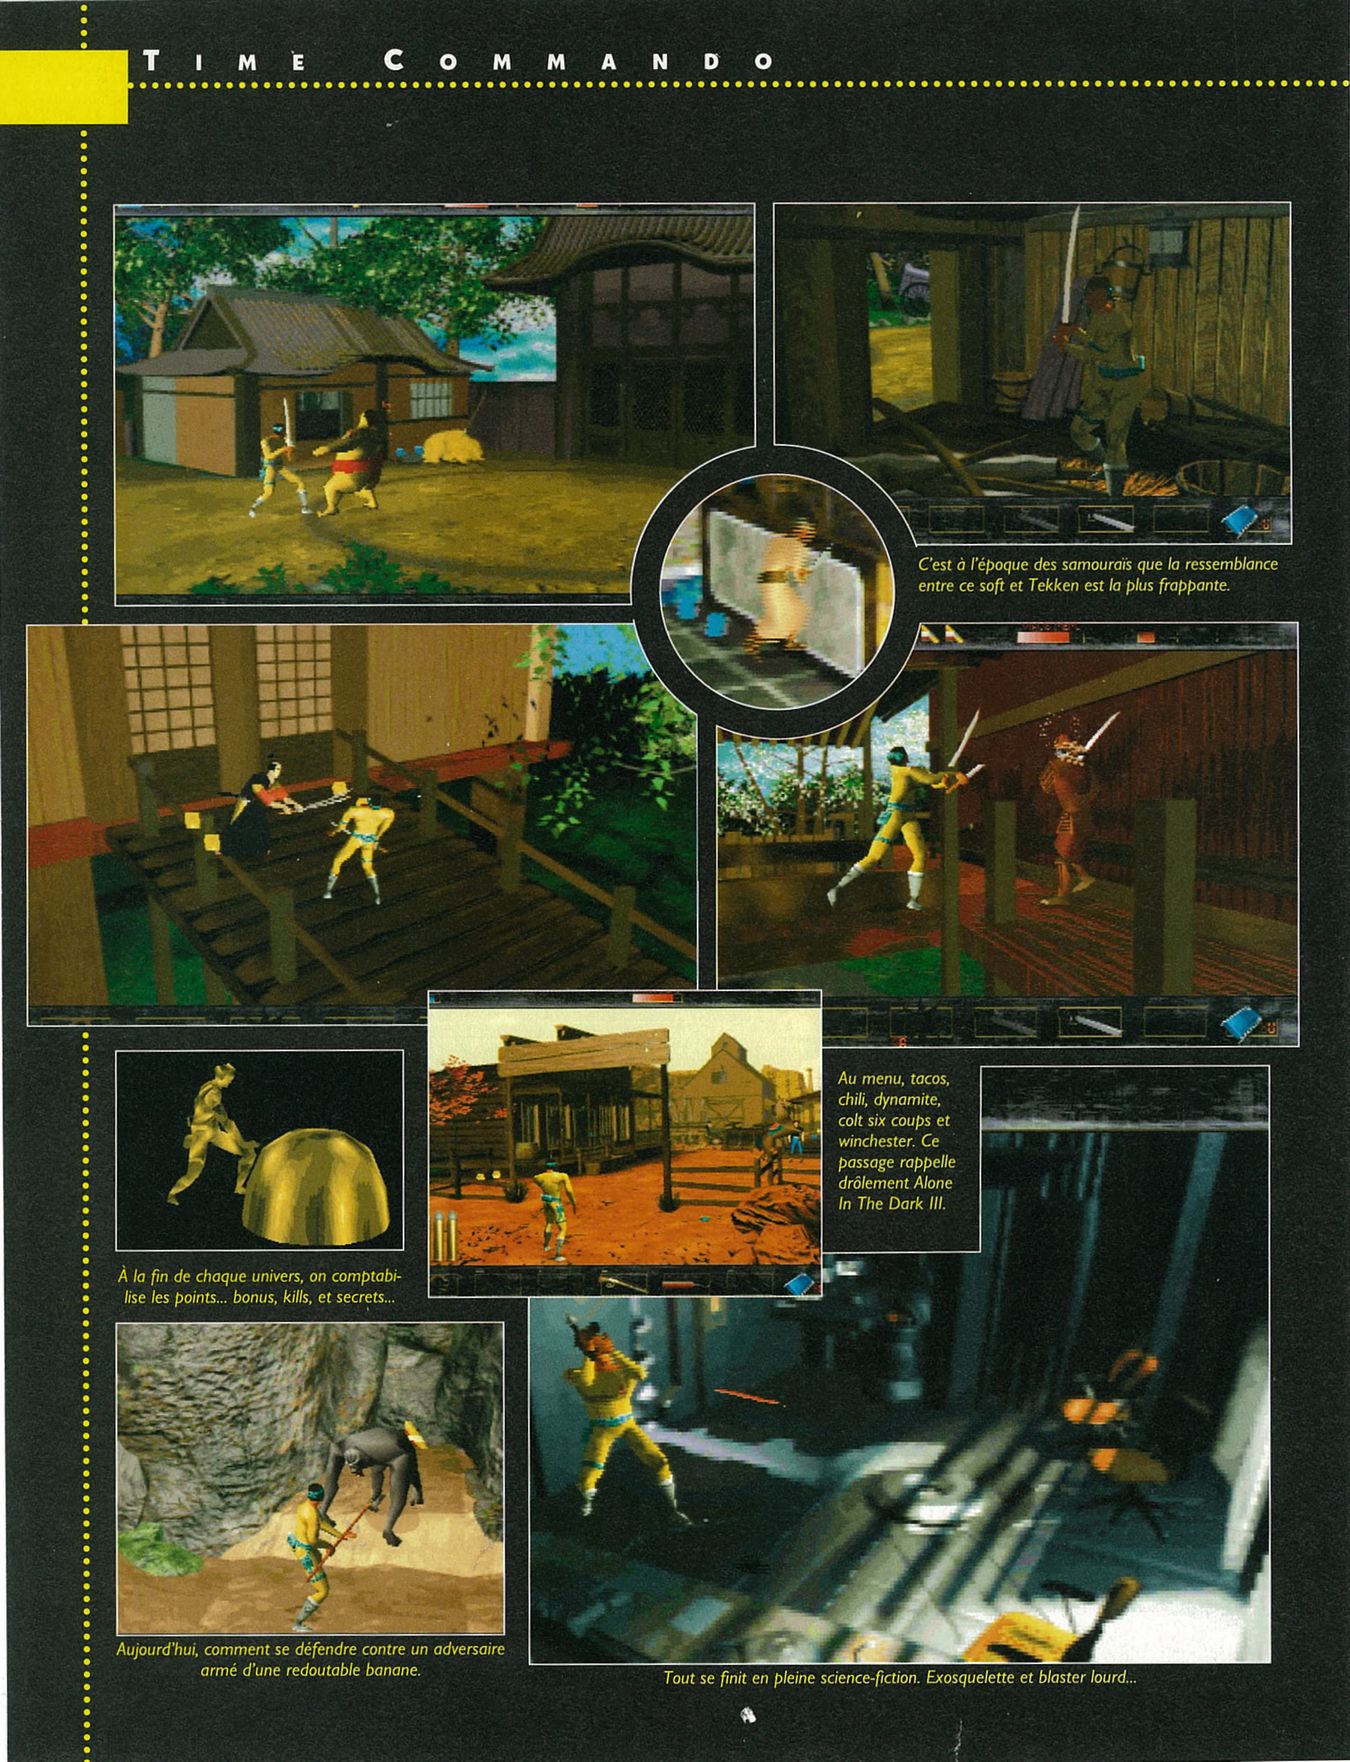 TIME COMMANDO
C'est à l'époque des samouraïs que la ressemblance
entre ce soft et Tekken est la plus frappante.
Au menu, tacos,
chili, dynamite,
colt six coups et
winchester. Ce
passage rappelle
drôlement Alone
In The Dark III.
À la fin de chaque univers, on comptabi-
lise les points... bonus, kills, et secrets...
Aujourd'hui, comment se défendre contre un adversaire
armé d'une redoutable banane.
Tout se finit en pleine science-fiction. Exosquelette et blaster lourd...